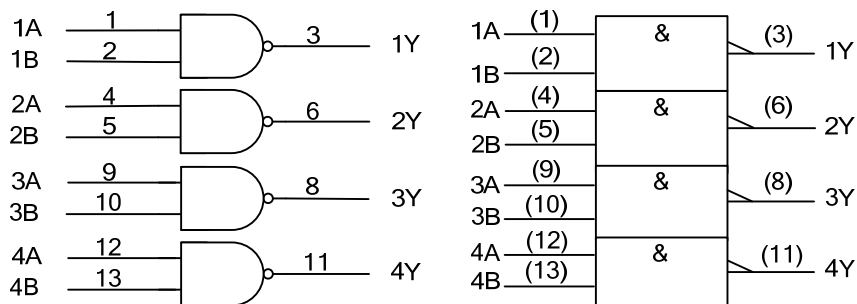 1A 1 3 1Y
1B 2
2A 4 6 2Y
2B 5
3A 9 8 3Y
3B 10
4A 12 11 4Y
4B 13
1A (1) & (3) 1Y
1B (2)
2A (4) & (6) 2Y
2B (5)
3A (9) & (8) 3Y
3B (10)
4A (12) & (11) 4Y
4B (13)